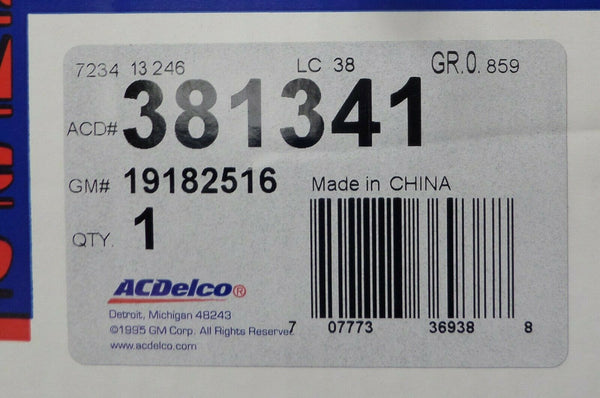 7234 13 246 LC 38 GR.0. 859
ACD# 381341
GM# 19182516 Made in CHINA
QTY. 1
ACDelco®
Detroit, Michigan 48243
©1995 GM Corp. All Rights Reserved
www.acdelco.com
7 07773 36938 8